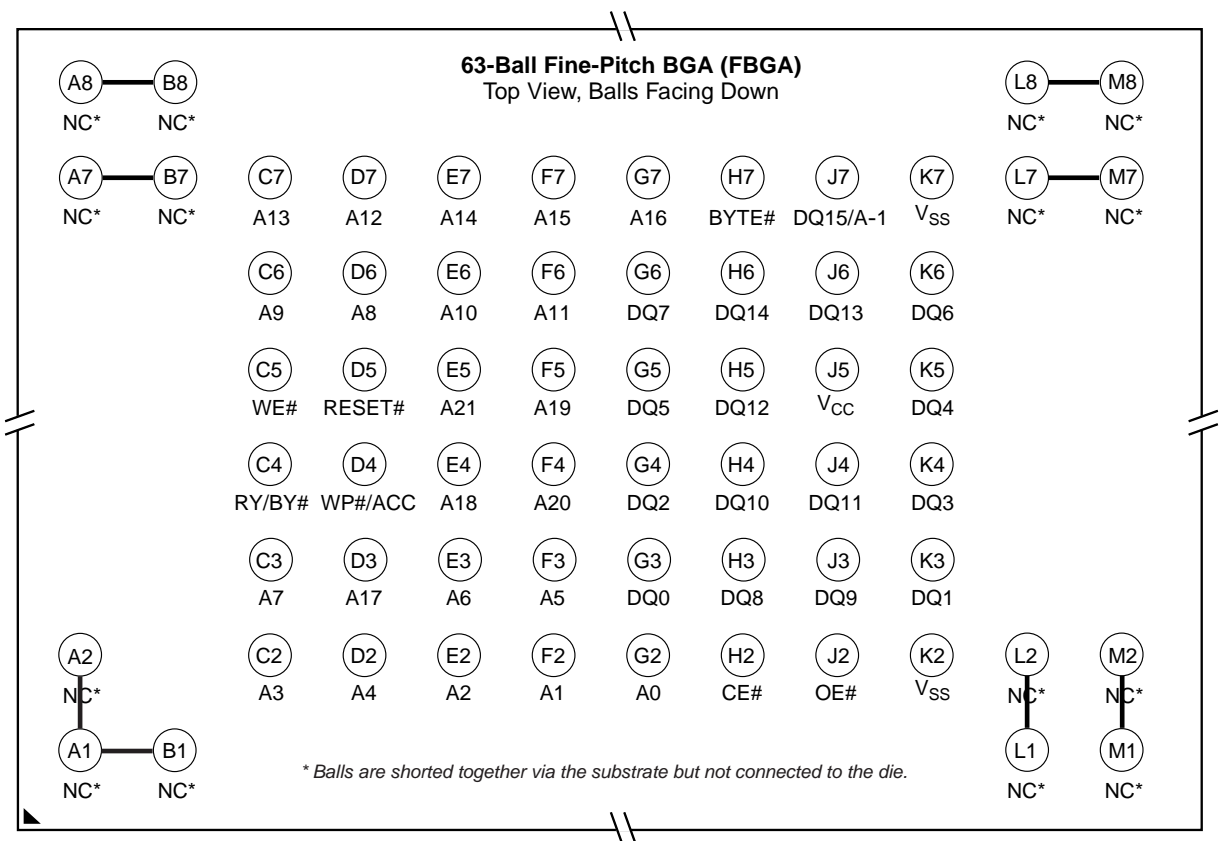 63-Ball Fine-Pitch BGA (FBGA)
Top View, Balls Facing Down
A8 B8 L8 M8
NC* NC* NC* NC*
A7 B7 C7 D7 E7 F7 G7 H7 J7 K7 L7 M7
NC* NC* A13 A12 A14 A15 A16 BYTE# DQ15/A-1 VSS NC* NC*
C6 D6 E6 F6 G6 H6 J6 K6
A9 A8 A10 A11 DQ7 DQ14 DQ13 DQ6
C5 D5 E5 F5 G5 H5 J5 K5
WE# RESET# A21 A19 DQ5 DQ12 VCC DQ4
C4 D4 E4 F4 G4 H4 J4 K4
RY/BY# WP#/ACC A18 A20 DQ2 DQ10 DQ11 DQ3
C3 D3 E3 F3 G3 H3 J3 K3
A7 A17 A6 A5 DQ0 DQ8 DQ9 DQ1
A2 C2 D2 E2 F2 G2 H2 J2 K2 L2 M2
NC* A3 A4 A2 A1 A0 CE# OE# VSS NC* NC*
A1 B1 L1 M1
* Balls are shorted together via the substrate but not connected to the die.
NC* NC* NC* NC*